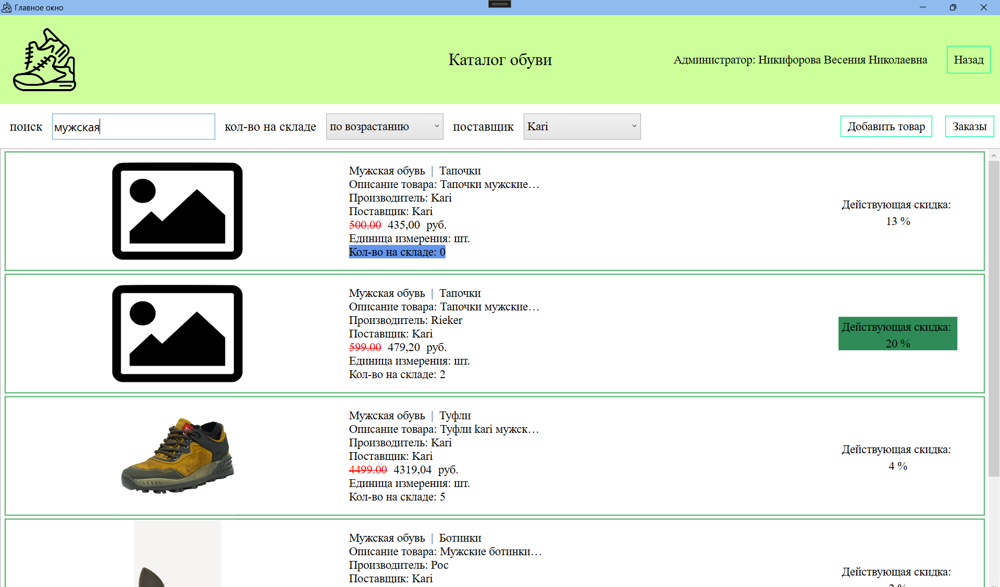 Главное окно
Каталог обуви
Администратор: Никифорова Весения Николаевна
Назад
поиск
мужская
кол-во на складе
по возрастанию
поставщик
Kari
Добавить товар
Заказы
Мужская обувь | Тапочки
Описание товара: Тапочки мужские…
Производитель: Kari
Поставщик: Kari
500.00 435,00 руб.
Единица измерения: шт.
Кол-во на складе: 0
Действующая скидка:
13 %
Мужская обувь | Тапочки
Описание товара: Тапочки мужские…
Производитель: Rieker
Поставщик: Kari
599.00 479,20 руб.
Единица измерения: шт.
Кол-во на складе: 2
Действующая скидка:
20 %
Мужская обувь | Туфли
Описание товара: Туфли kari мужск…
Производитель: Kari
Поставщик: Kari
4499.00 4319,04 руб.
Единица измерения: шт.
Кол-во на складе: 5
Действующая скидка:
4 %
Мужская обувь | Ботинки
Описание товара: Мужские ботинки…
Производитель: Рос
Поставщик: Kari
Действующая скидка: